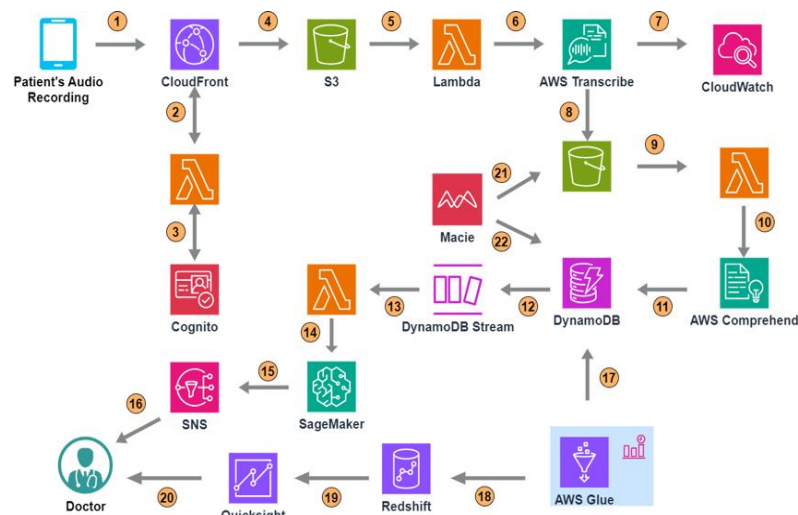 1
4
5
6
7
Patient's Audio
Recording
CloudFront
S3
Lambda
AWS Transcribe
CloudWatch
2
8
9
21
3
Macie
22
10
Cognito
13
DynamoDB Stream
12
DynamoDB
11
AWS Comprehend
14
15
17
16
SNS
SageMaker
Doctor
20
Quicksight
19
Redshift
18
AWS Glue